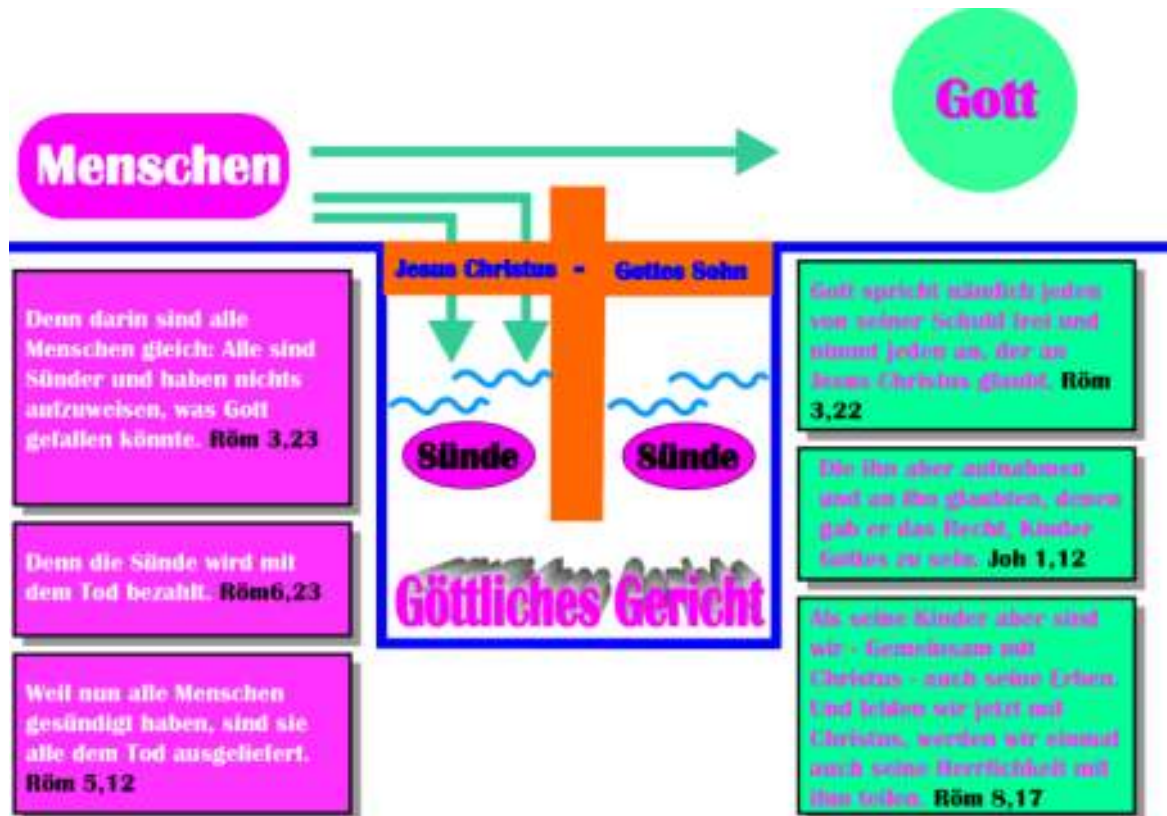 Gott
Menschen
Jesus Christus - Gottes Sohn
Denn darin sind alle
Menschen gleich: Alle sind
Sünder und haben nichts
aufzuweisen, was Gott
gefallen könnte. Röm 3,23
Denn die Sünde wird mit
dem Tod bezahlt. Röm6,23
Weil nun alle Menschen
gesündigt haben, sind sie
alle dem Tod ausgeliefert.
Röm 5,12
Sünde
Sünde
Göttliches Gericht
Gott spricht nämlich jeden
von seiner Schuld frei und
nimmt jeden an, der an
Jesus Christus glaubt. Röm
3,22
Die ihn aber aufnahmen
und an ihn glaubten, denen
gab er das Recht, Kinder
Gottes zu sein. Joh 1,12
Als seine Kinder aber sind
wir - Gemeinsam mit
Christus - auch seine Erben.
Und leiden wir jetzt mit
Christus, werden wir einmal
auch seine Herrlichkeit mit
ihm teilen. Röm 8,17